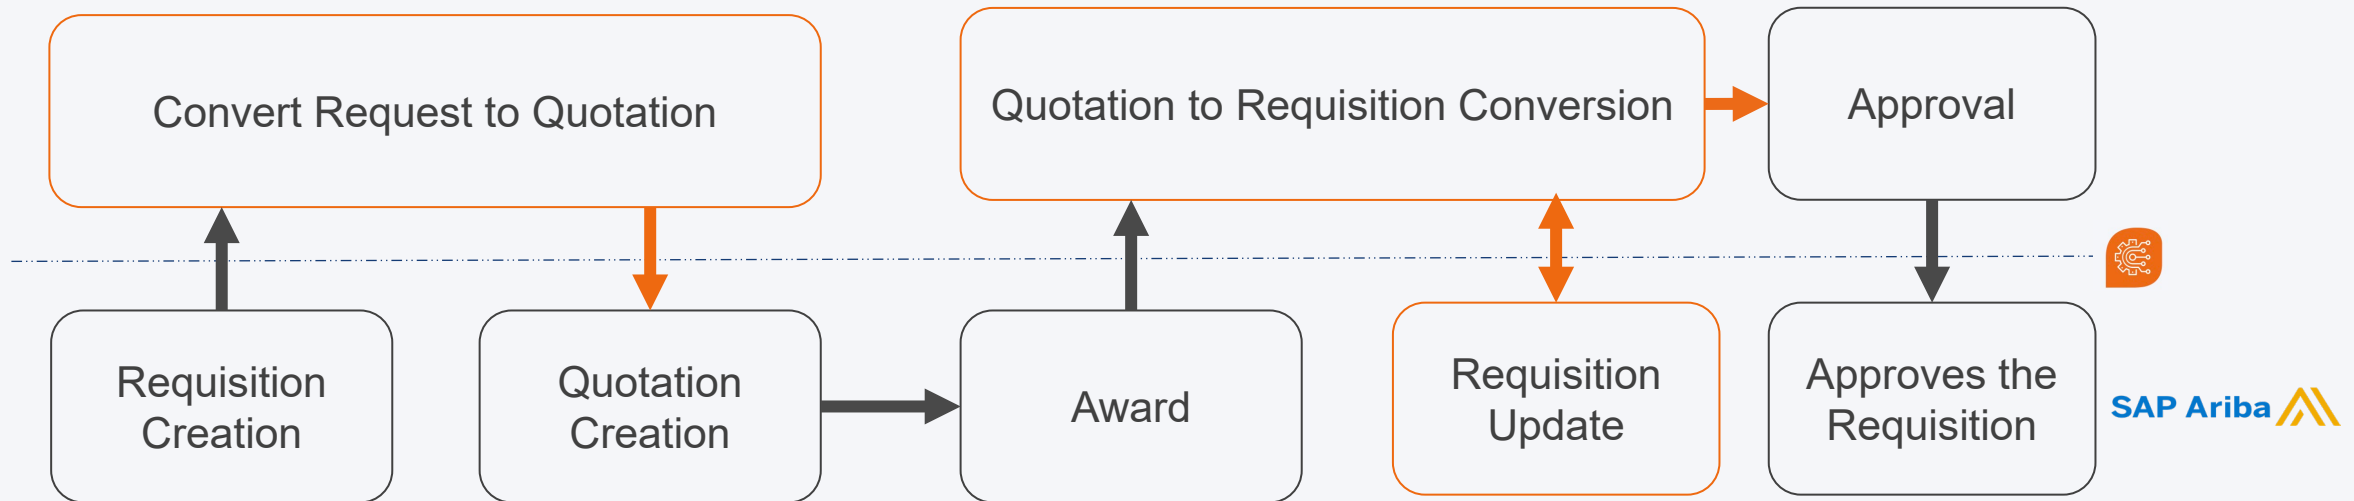 Convert Request to Quotation
Quotation to Requisition Conversion
Approval
Requisition
Creation
Quotation
Creation
Award
Requisition
Update
Approves the
Requisition
SAP Ariba